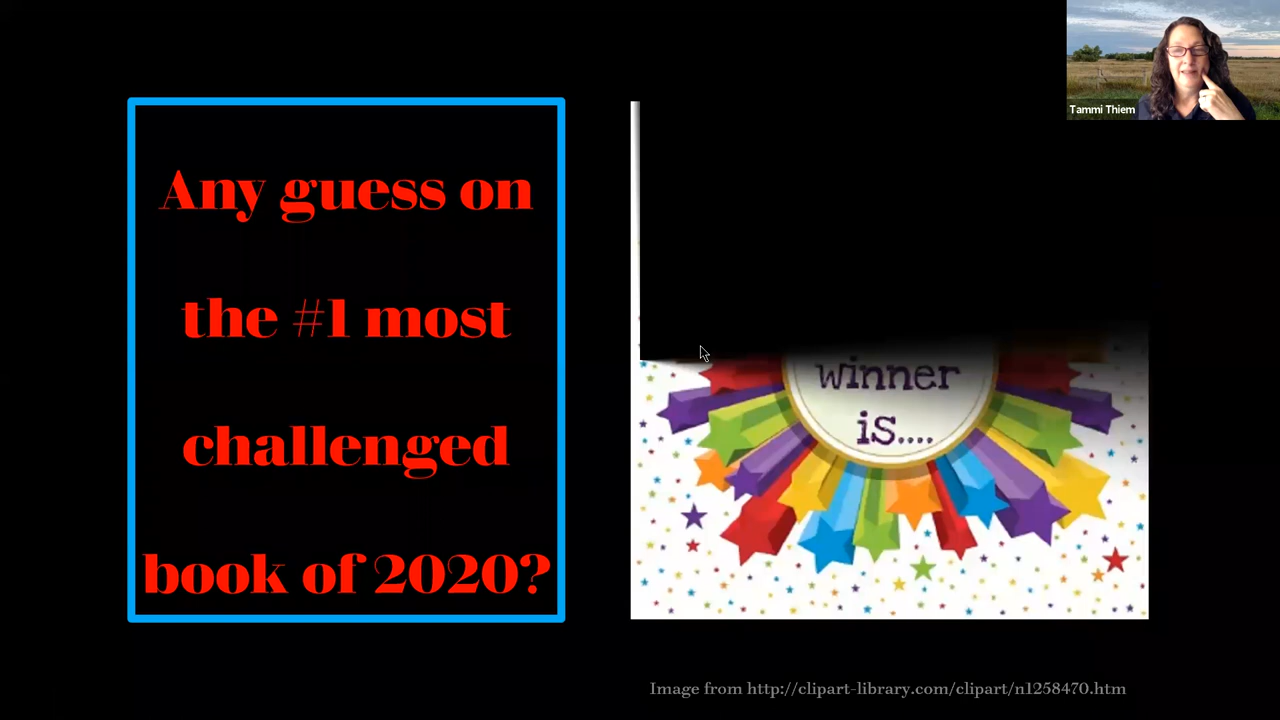 Any guess on
the #1 most
challenged
book of 2020?
winner
is....
Tammi Thiem
Image from http://clipart-library.com/clipart/n1258470.htm